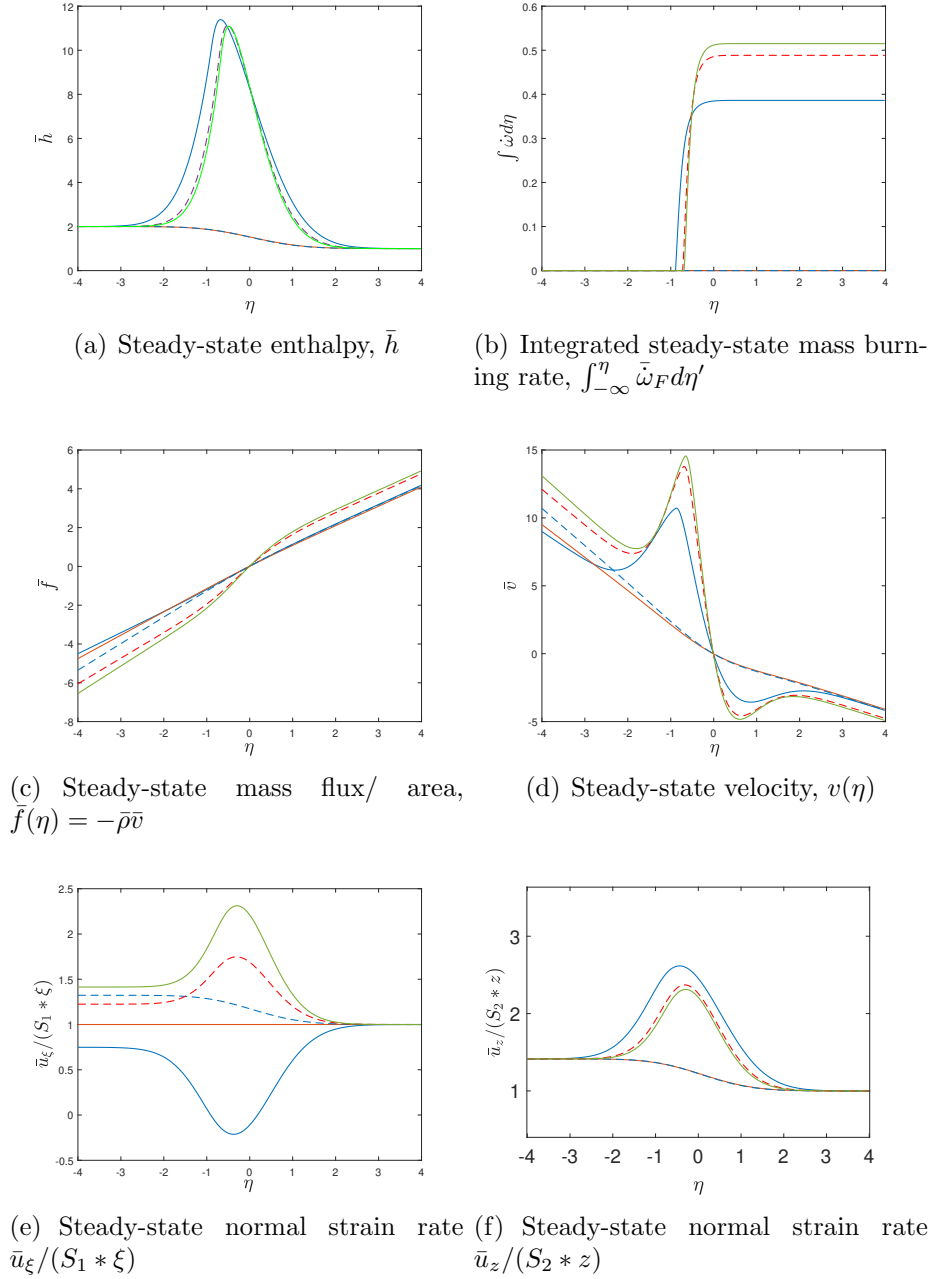 12
10
8
6
4
2
0
h̄
-4 -3 -2 -1 0 1 2 3 4
η
(a) Steady-state enthalpy, h̄
0.6
0.5
0.4
0.3
0.2
0.1
0
∫ ω̇dη
-4 -3 -2 -1 0 1 2 3 4
η
(b) Integrated steady-state mass burn-
ing rate, ∫_{-∞}^{η} ω̇̄_F dη′
6
4
2
0
-2
-4
-6
-8
f̄
-4 -3 -2 -1 0 1 2 3 4
η
(c) Steady-state mass flux/ area,
f̄(η) = −ρ̄v̄
15
10
5
0
-5
v̄
-4 -3 -2 -1 0 1 2 3 4
η
(d) Steady-state velocity, v(η)
2.5
2
1.5
1
0.5
0
-0.5
ū_ξ/(S₁ * ξ)
-4 -3 -2 -1 0 1 2 3 4
η
(e) Steady-state normal strain rate
ū_ξ/(S₁ * ξ)
3
2
1
ū_z/(S₂ * z)
-4 -3 -2 -1 0 1 2 3 4
η
(f) Steady-state normal strain rate
ū_z/(S₂ * z)